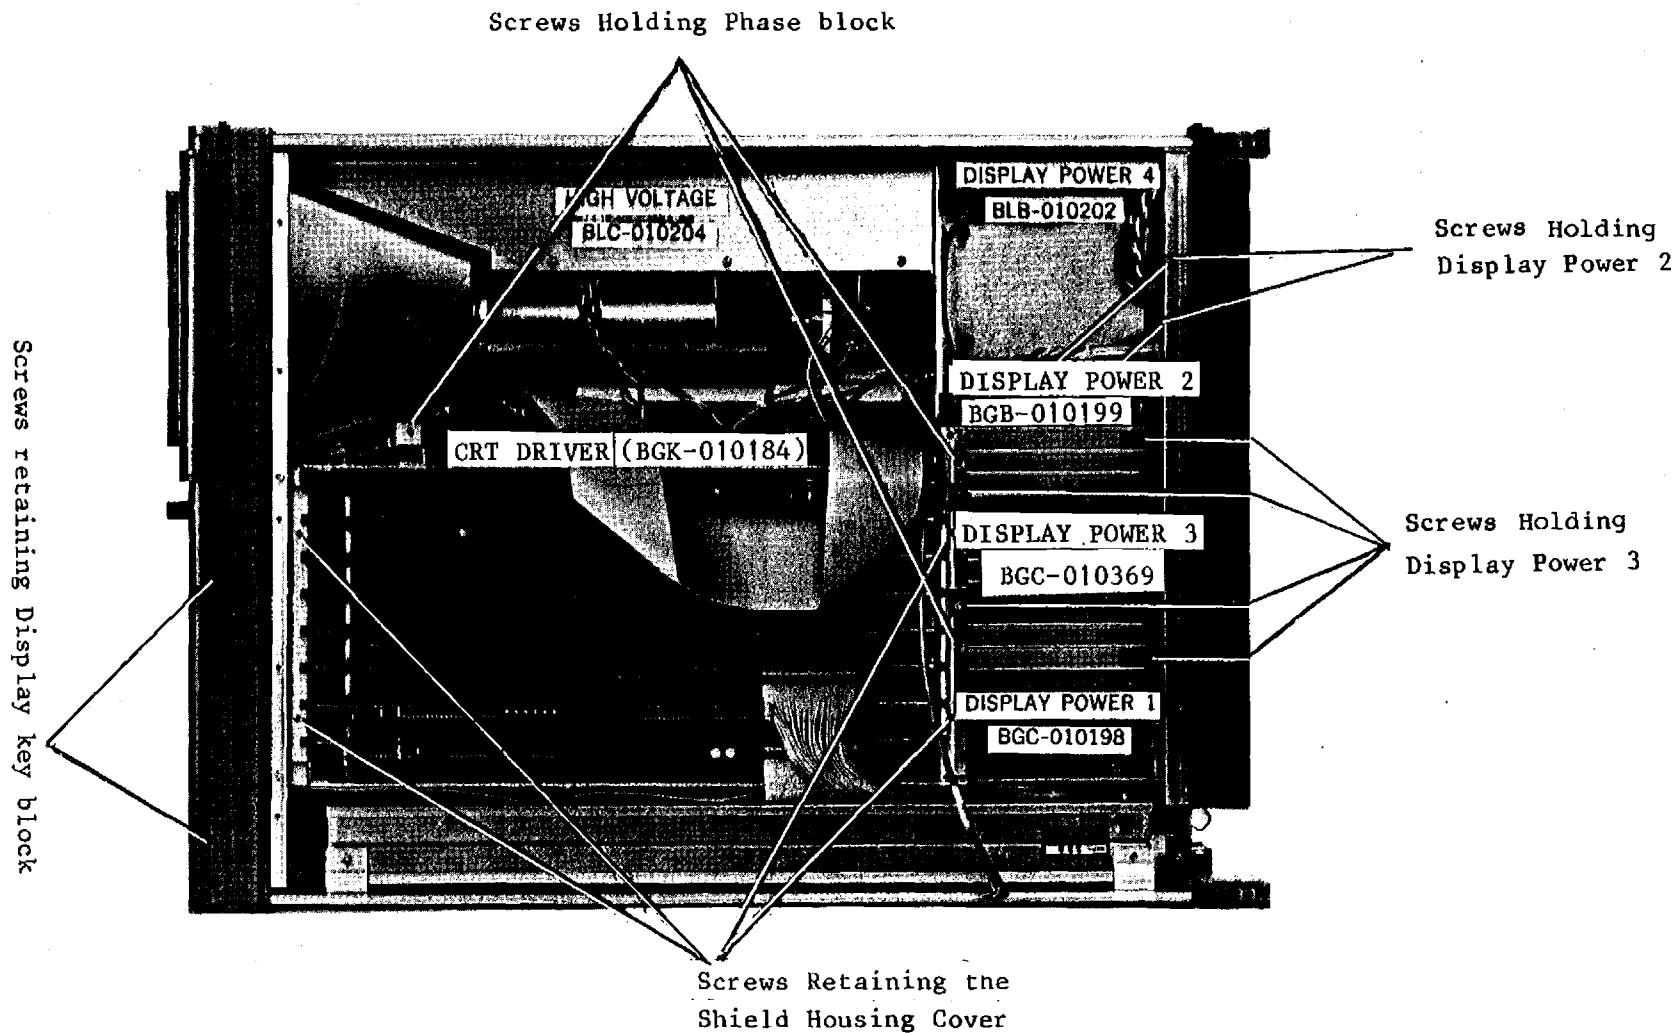 Screws Holding Phase block
DISPLAY POWER 4
BLB-010202
HIGH VOLTAGE
BLC-010204
Screws Holding
Display Power 2
DISPLAY POWER 2
BGB-010199
CRT DRIVER (BGK-010184)
Screws retaining Display key block
DISPLAY POWER 3
BGC-010369
Screws Holding
Display Power 3
DISPLAY POWER 1
BGC-010198
Screws Retaining the
Shield Housing Cover